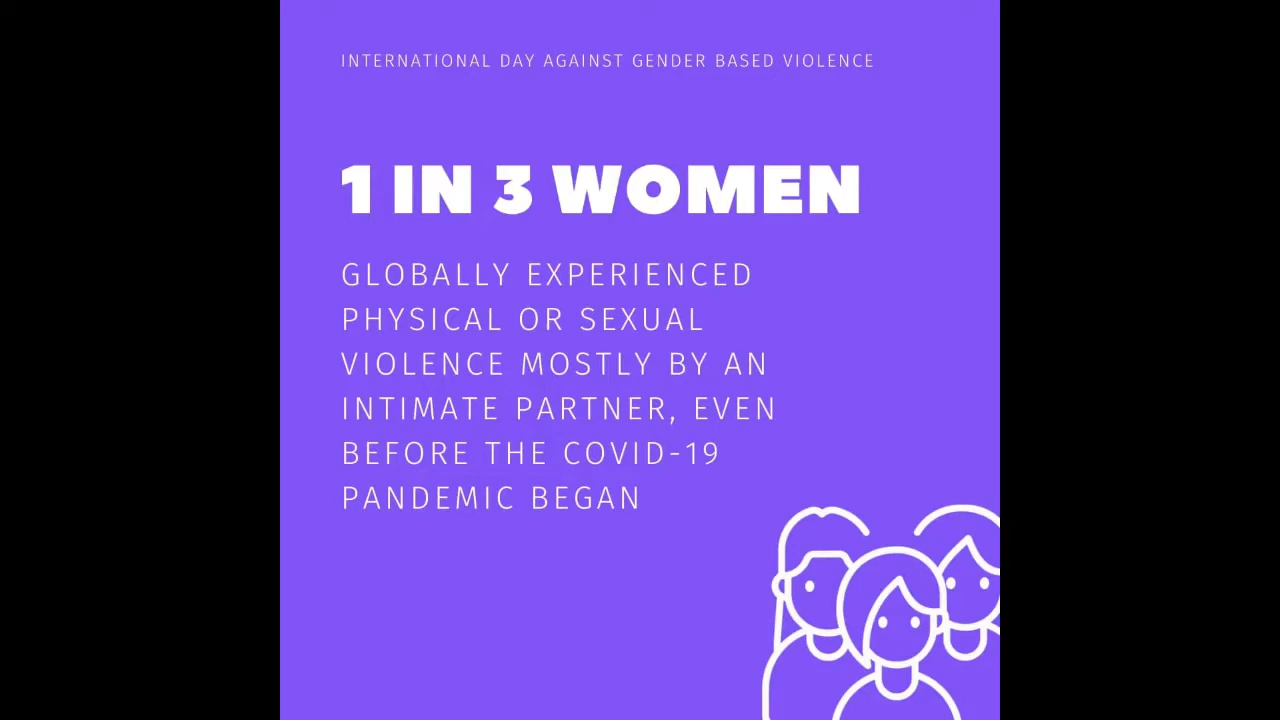 INTERNATIONAL DAY AGAINST GENDER BASED VIOLENCE
1 IN 3 WOMEN
GLOBALLY EXPERIENCED
PHYSICAL OR SEXUAL
VIOLENCE MOSTLY BY AN
INTIMATE PARTNER, EVEN
BEFORE THE COVID-19
PANDEMIC BEGAN